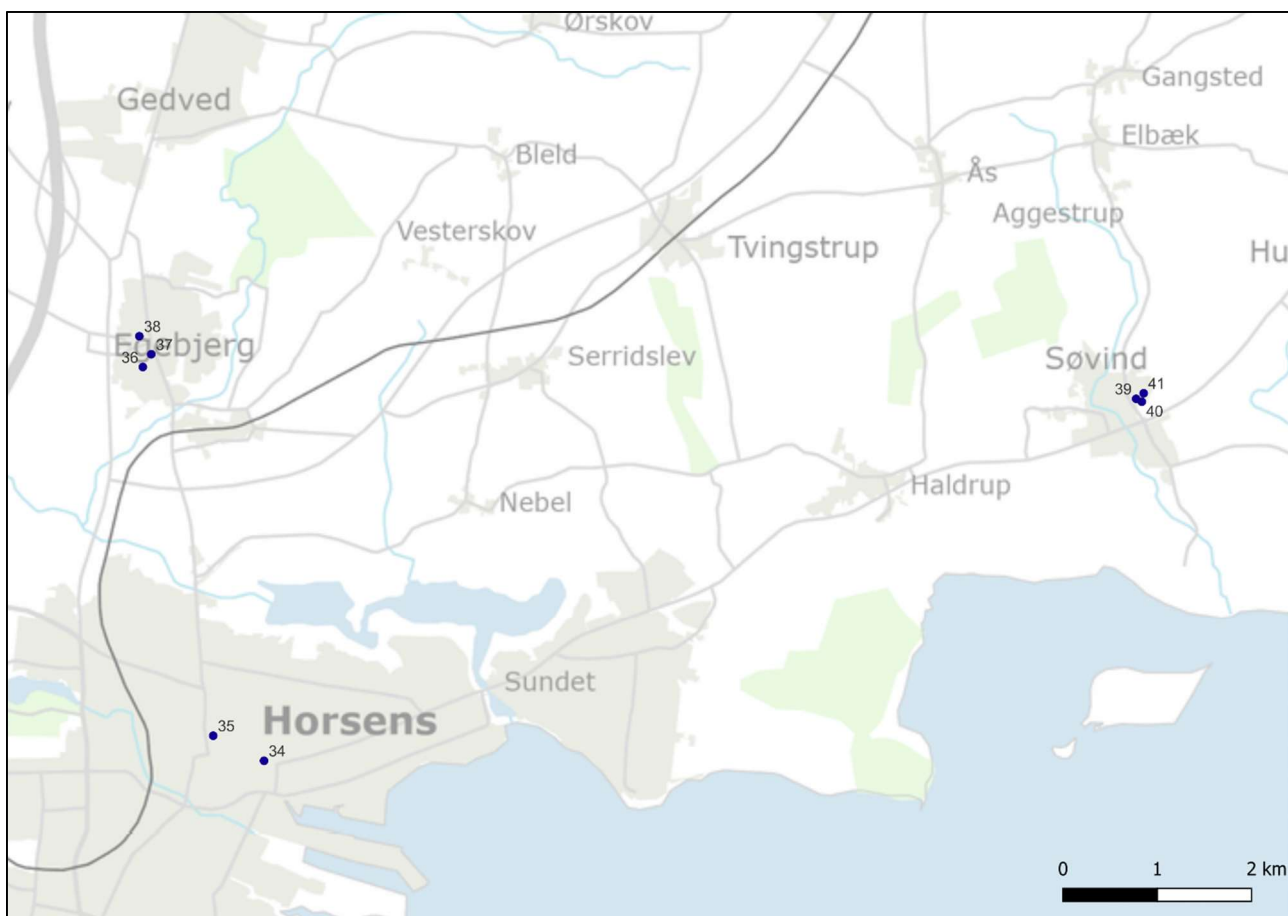 Ørskov
Gedved
Gangsted
Elbæk
Bleld
Ås
Aggestrup
Vesterskov
Tvingstrup
Hu
38
Egebjerg
37
36
Serridslev
Søvind
39
41
40
Haldrup
Nebel
Sundet
Horsens
35
34
0 1 2 km